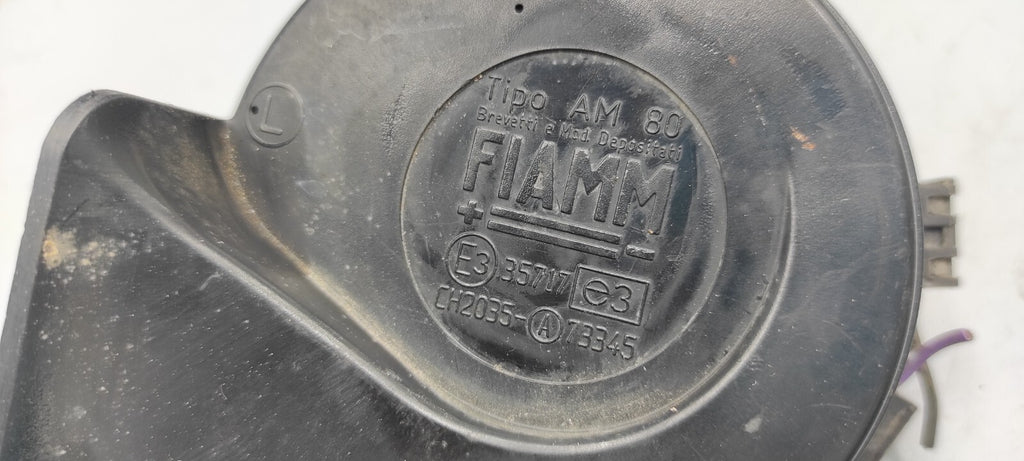 L
Tipo AM 80
Brevetti e Mod. Depositati
FIAMM
+ -
E3 35717 e3
CH2035-A 73345